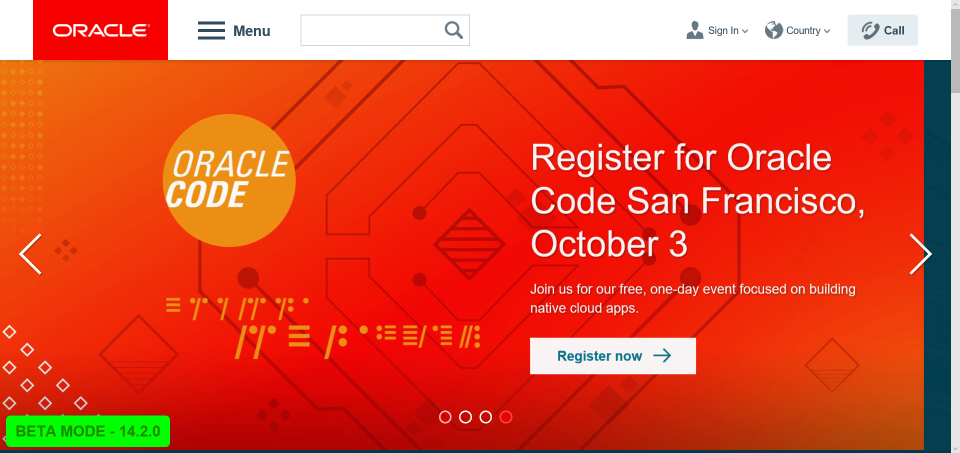 ORACLE
Menu
Sign In
Country
Call
ORACLE
CODE
Register for Oracle
Code San Francisco,
October 3
Join us for our free, one-day event focused on building
native cloud apps.
Register now
BETA MODE - 14.2.0